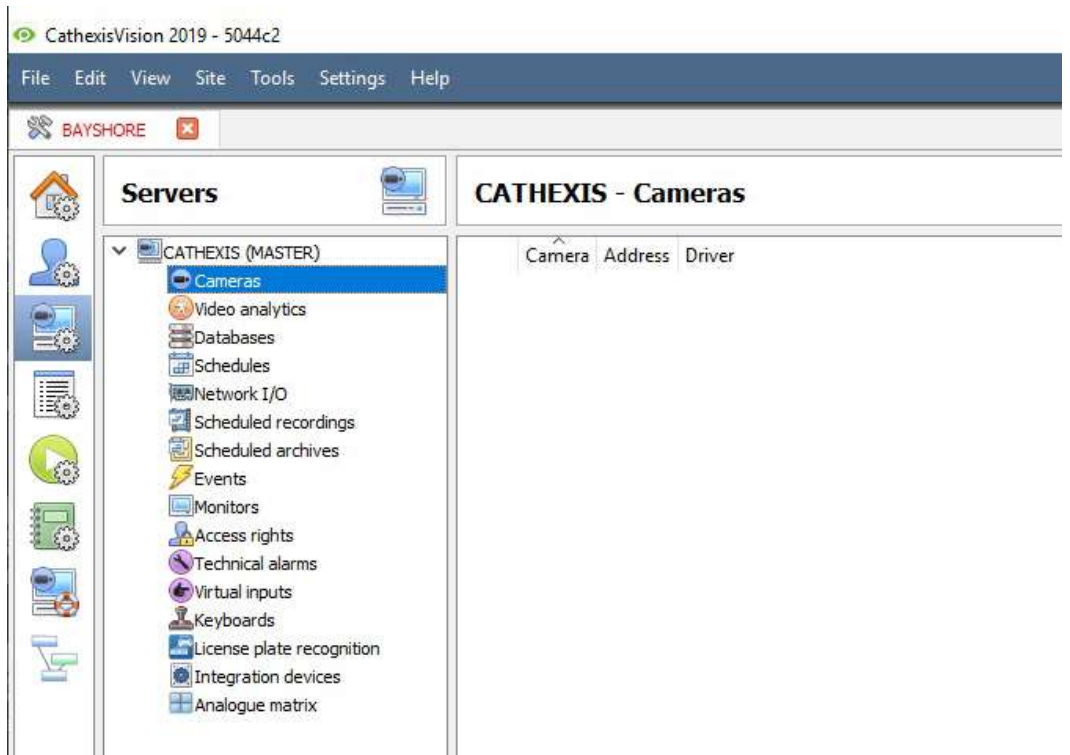 CathexisVision 2019 - 5044c2
File Edit View Site Tools Settings Help
BAYSHORE
Servers
CATHEXIS - Cameras
CATHEXIS (MASTER)
Cameras
Video analytics
Databases
Schedules
Network I/O
Scheduled recordings
Scheduled archives
Events
Monitors
Access rights
Technical alarms
Virtual inputs
Keyboards
License plate recognition
Integration devices
Analogue matrix
Camera Address Driver